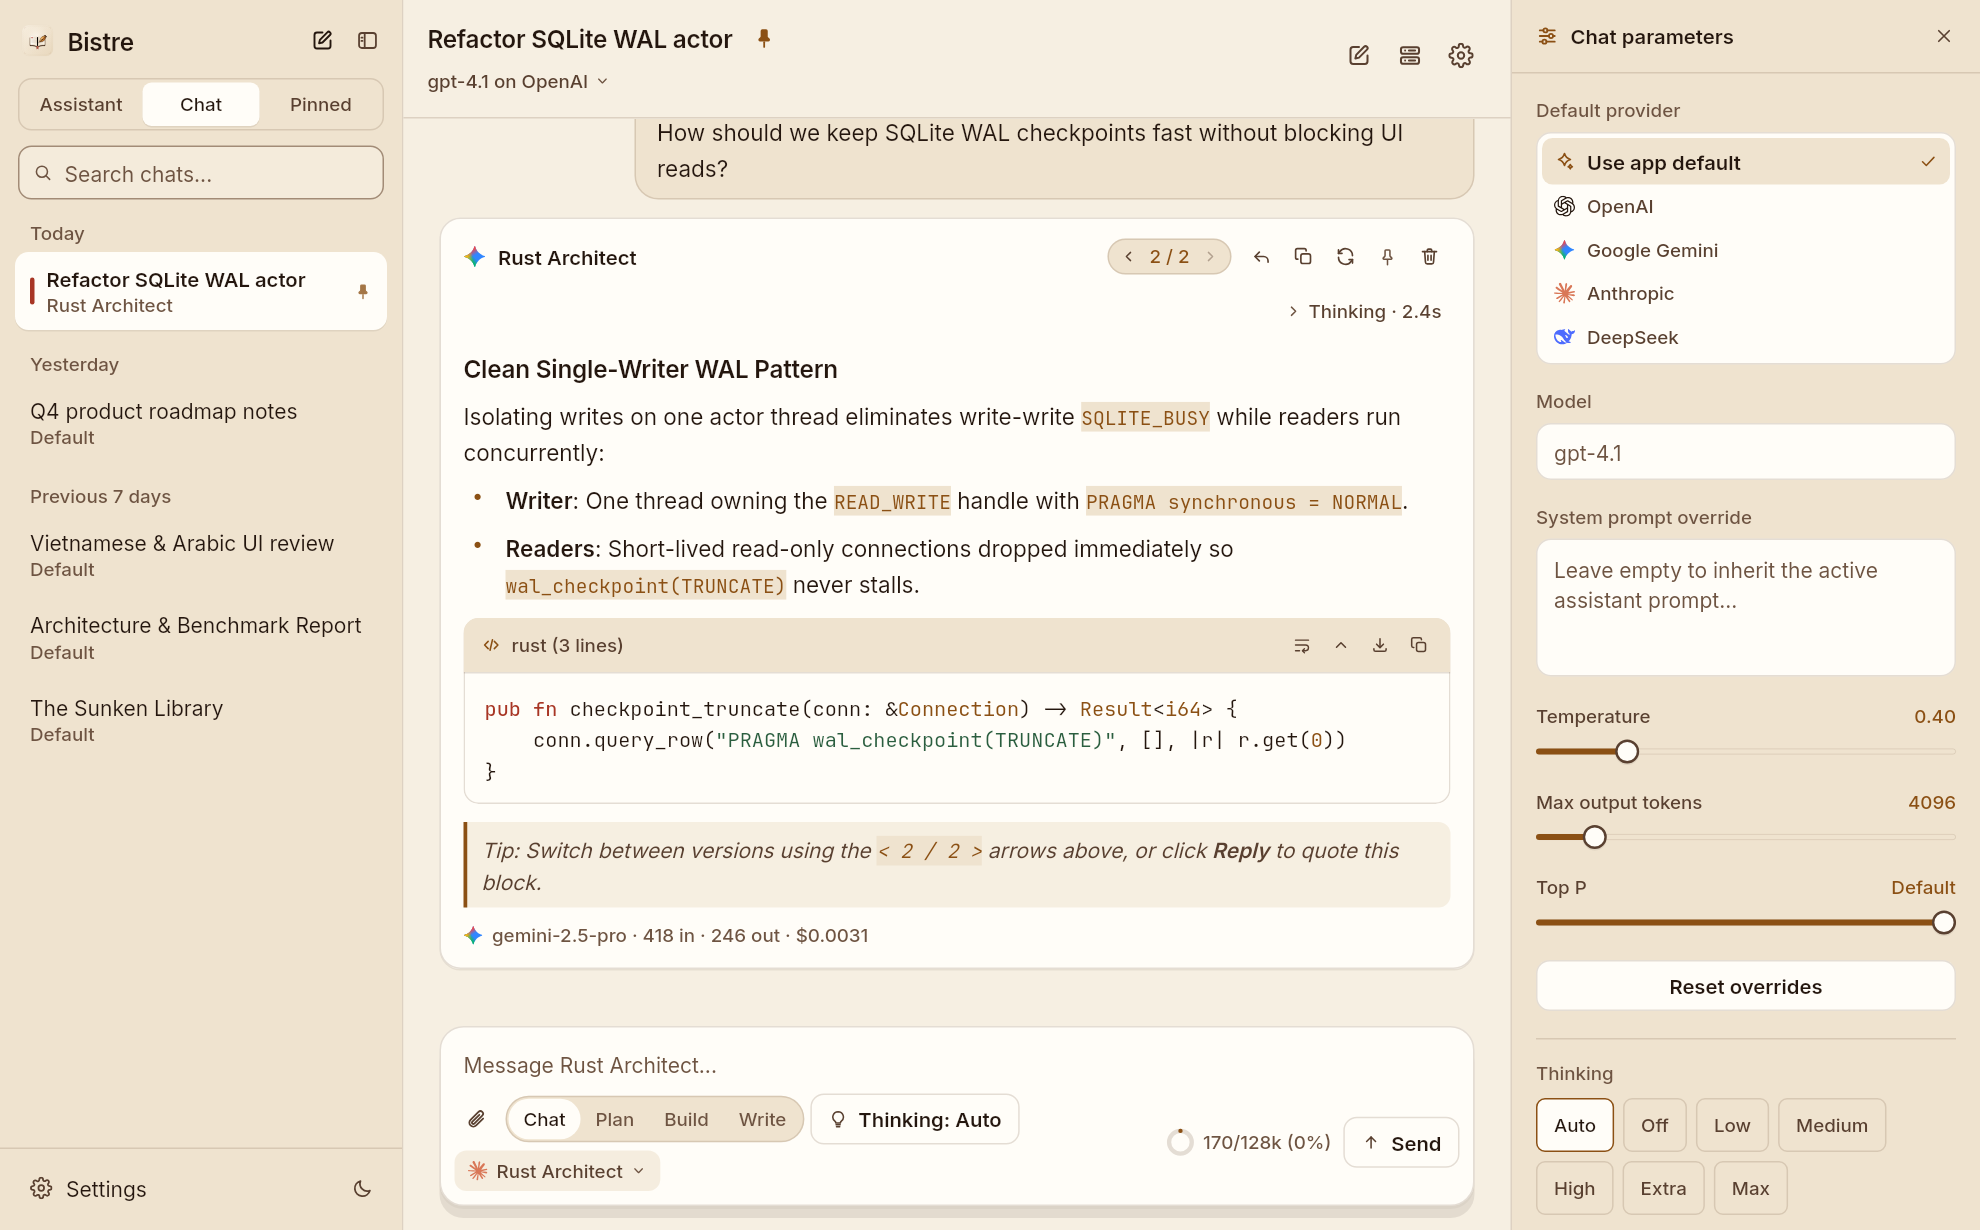 Bistre
Assistant
Chat
Pinned
Search chats...
Today
Refactor SQLite WAL actor
Rust Architect
Yesterday
Q4 product roadmap notes
Default
Previous 7 days
Vietnamese & Arabic UI review
Default
Architecture & Benchmark Report
Default
The Sunken Library
Default
Settings
Refactor SQLite WAL actor
gpt-4.1 on OpenAI
How should we keep SQLite WAL checkpoints fast without blocking UI
reads?
Rust Architect
2 / 2
Thinking · 2.4s
Clean Single-Writer WAL Pattern
Isolating writes on one actor thread eliminates write-write SQLITE_BUSY while readers run
concurrently:
• Writer: One thread owning the READ_WRITE handle with PRAGMA synchronous = NORMAL.
• Readers: Short-lived read-only connections dropped immediately so
wal_checkpoint(TRUNCATE) never stalls.
rust (3 lines)
pub fn checkpoint_truncate(conn: &Connection) -> Result<i64> {
    conn.query_row("PRAGMA wal_checkpoint(TRUNCATE)", [], |r| r.get(0))
}
Tip: Switch between versions using the < 2 / 2 > arrows above, or click Reply to quote this
block.
gemini-2.5-pro · 418 in · 246 out · $0.0031
Message Rust Architect...
Chat
Plan
Build
Write
Thinking: Auto
Rust Architect
170/128k (0%)
Send
Chat parameters
Default provider
Use app default
OpenAI
Google Gemini
Anthropic
DeepSeek
Model
gpt-4.1
System prompt override
Leave empty to inherit the active
assistant prompt...
Temperature
0.40
Max output tokens
4096
Top P
Default
Reset overrides
Thinking
Auto
Off
Low
Medium
High
Extra
Max